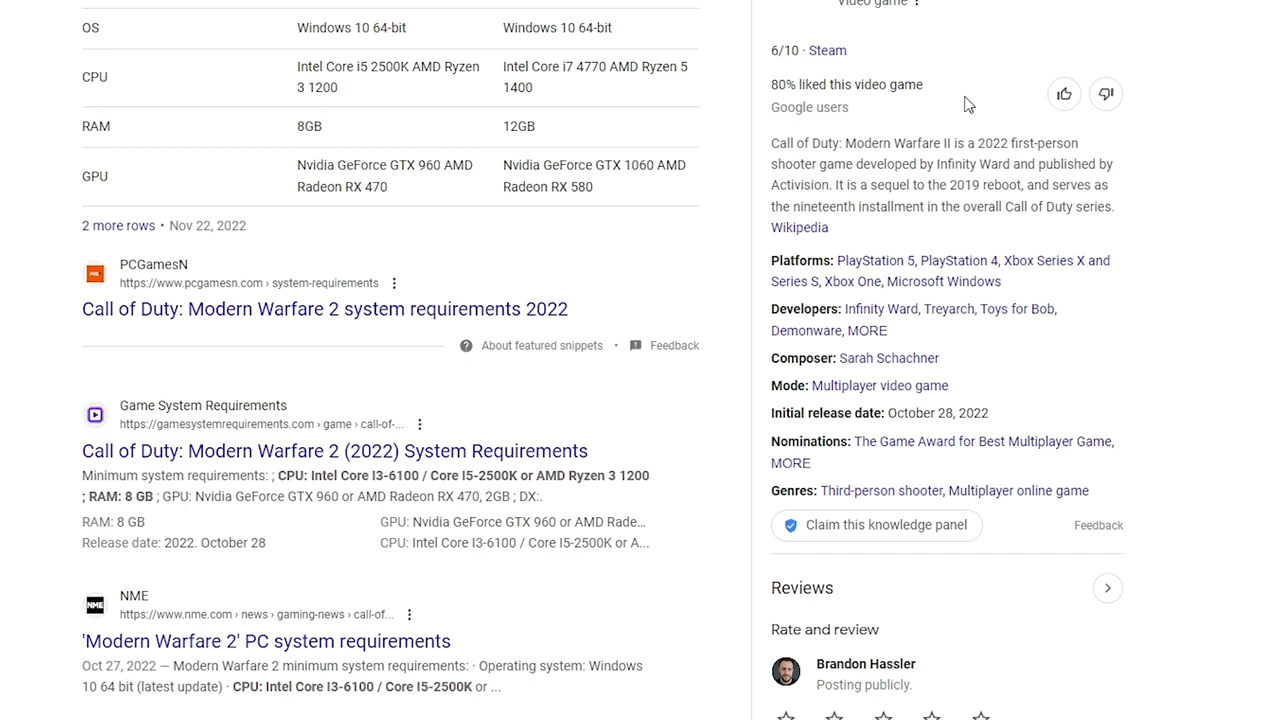 OS Windows 10 64-bit Windows 10 64-bit
CPU Intel Core i5 2500K AMD Ryzen 3 1200 Intel Core i7 4770 AMD Ryzen 5 1400
RAM 8GB 12GB
GPU Nvidia GeForce GTX 960 AMD Radeon RX 470 Nvidia GeForce GTX 1060 AMD Radeon RX 580
2 more rows • Nov 22, 2022
PCGamesN
https://www.pcgamesn.com › system-requirements
Call of Duty: Modern Warfare 2 system requirements 2022
About featured snippets • Feedback
Game System Requirements
https://gamesystemrequirements.com › game › call-of-...
Call of Duty: Modern Warfare 2 (2022) System Requirements
Minimum system requirements: ; CPU: Intel Core I3-6100 / Core I5-2500K or AMD Ryzen 3 1200
; RAM: 8 GB ; GPU: Nvidia GeForce GTX 960 or AMD Radeon RX 470, 2GB ; DX:.
RAM: 8 GB GPU: Nvidia GeForce GTX 960 or AMD Rade...
Release date: 2022. October 28 CPU: Intel Core I3-6100 / Core I5-2500K or A...
NME
NME
https://www.nme.com › news › gaming-news › call-of...
'Modern Warfare 2' PC system requirements
Oct 27, 2022 — Modern Warfare 2 minimum system requirements: · Operating system: Windows
10 64 bit (latest update) · CPU: Intel Core I3-6100 / Core I5-2500K or ...
Video game
6/10 · Steam
80% liked this video game
Google users
Call of Duty: Modern Warfare II is a 2022 first-person
shooter game developed by Infinity Ward and published by
Activision. It is a sequel to the 2019 reboot, and serves as
the nineteenth installment in the overall Call of Duty series.
Wikipedia
Platforms: PlayStation 5, PlayStation 4, Xbox Series X and
Series S, Xbox One, Microsoft Windows
Developers: Infinity Ward, Treyarch, Toys for Bob,
Demonware, MORE
Composer: Sarah Schachner
Mode: Multiplayer video game
Initial release date: October 28, 2022
Nominations: The Game Award for Best Multiplayer Game,
MORE
Genres: Third-person shooter, Multiplayer online game
Claim this knowledge panel Feedback
Reviews
Rate and review
Brandon Hassler
Posting publicly.